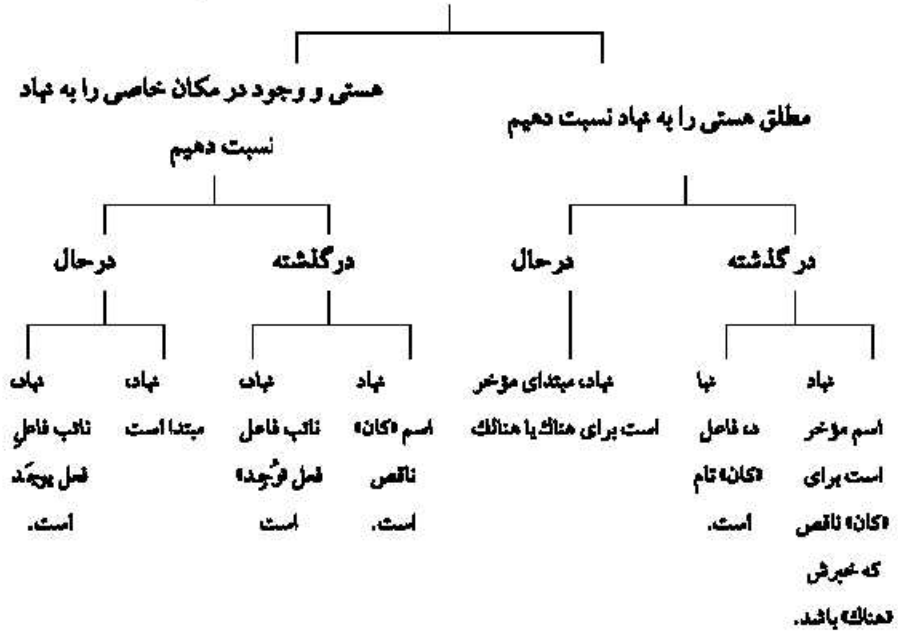 مطلق هستی را به نهاد نسبت دهیم
هستی و وجود در مکان خاصی را به نهاد
نسبت دهیم
در گذشته
در حال
در گذشته
در حال
نهاد
اسم مؤخر
است برای
«کان» ناقص
که خبرش
«هناك» باشد.
نها
د، فاعل
«کان» تام
است.
نهاد، مبتدای مؤخر
است برای هناك یا هنالك
نهاد
اسم «کان»
ناقص
است.
نهاد،
نائب فاعل
فعل «وُجِد»
است
نهاد،
مبتدا است
نهاد،
نائب فاعلِ
فعل یوجَد
است.